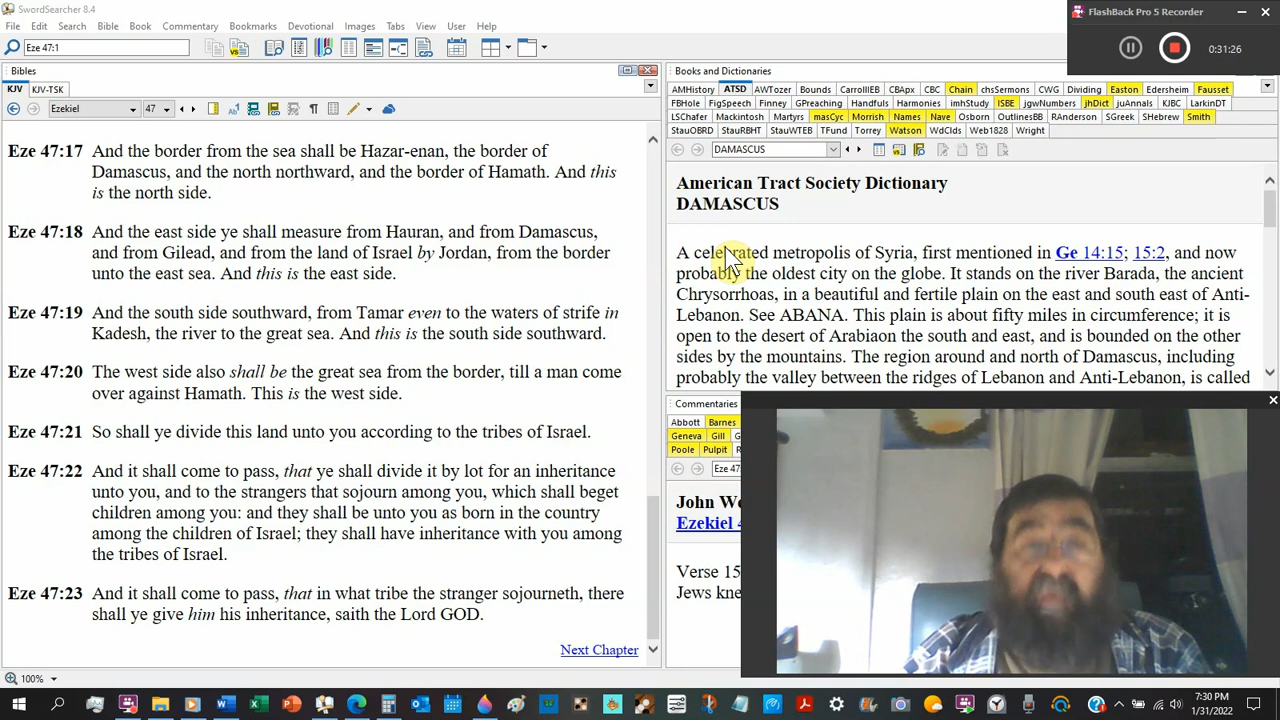 SwordSearcher 8.4
File Edit Search Bible Book Commentary Bookmarks Devotional Images Tabs View User Help
Eze 47:1
Bibles
KJV KJV-TSK
Ezekiel 47
Eze 47:17 And the border from the sea shall be Hazar-enan, the border of
Damascus, and the north northward, and the border of Hamath. And this
is the north side.
Eze 47:18 And the east side ye shall measure from Hauran, and from Damascus,
and from Gilead, and from the land of Israel by Jordan, from the border
unto the east sea. And this is the east side.
Eze 47:19 And the south side southward, from Tamar even to the waters of strife in
Kadesh, the river to the great sea. And this is the south side southward.
Eze 47:20 The west side also shall be the great sea from the border, till a man come
over against Hamath. This is the west side.
Eze 47:21 So shall ye divide this land unto you according to the tribes of Israel.
Eze 47:22 And it shall come to pass, that ye shall divide it by lot for an inheritance
unto you, and to the strangers that sojourn among you, which shall beget
children among you: and they shall be unto you as born in the country
among the children of Israel; they shall have inheritance with you among
the tribes of Israel.
Eze 47:23 And it shall come to pass, that in what tribe the stranger sojourneth, there
shall ye give him his inheritance, saith the Lord GOD.
Next Chapter
100%
FlashBack Pro 5 Recorder
00:31:26
Books and Dictionaries
AMHistory ATSD AWTozer Bounds CarrollIEB CBApx CBC Chain chsSermons CWG Dividing Easton Edersheim Fausset
FBHole FigSpeech Finney GPreaching Handfuls Harmonies imhStudy ISBE jgwNumbers jhDict juAnnals KJBC LarkinDT
LSChafer Mackintosh Martyrs masCyc Morrish Names Nave Osborn OutlinesBB RAnderson SGreek SHebrew Smith
StauOBRD StauRBHT StauWTEB TFund Torrey Watson WdClds Web1828 Wright
DAMASCUS
American Tract Society Dictionary
DAMASCUS
A celebrated metropolis of Syria, first mentioned in Ge 14:15; 15:2, and now
probably the oldest city on the globe. It stands on the river Barada, the ancient
Chrysorrhoas, in a beautiful and fertile plain on the east and south east of Anti-
Lebanon. See ABANA. This plain is about fifty miles in circumference; it is
open to the desert of Arabiaon the south and east, and is bounded on the other
sides by the mountains. The region around and north of Damascus, including
probably the valley between the ridges of Lebanon and Anti-Lebanon, is called
Commentaries
Abbott Barnes
Geneva Gill
Poole Pulpit
Eze 47
John We
Ezekiel 4
Verse 15
Jews kne
7:30 PM
1/31/2022